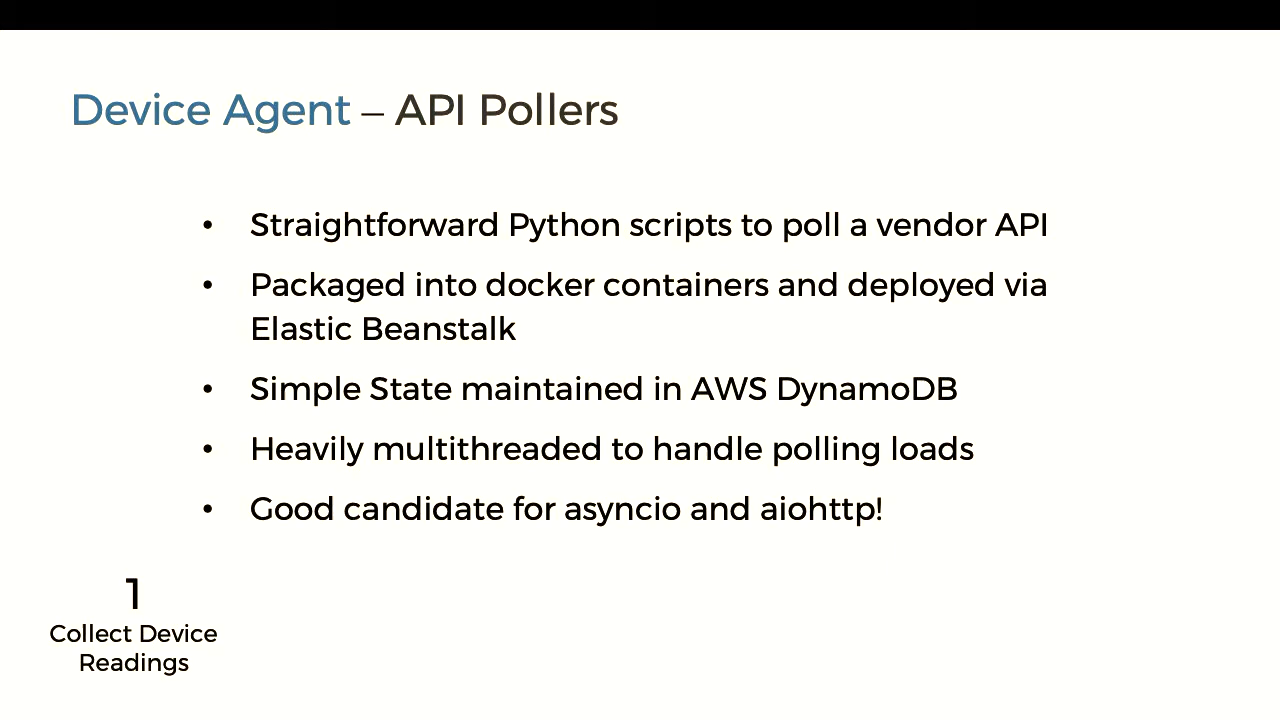 Device Agent – API Pollers
• Straightforward Python scripts to poll a vendor API
• Packaged into docker containers and deployed via
Elastic Beanstalk
• Simple State maintained in AWS DynamoDB
• Heavily multithreaded to handle polling loads
• Good candidate for asyncio and aiohttp!
1
Collect Device
Readings